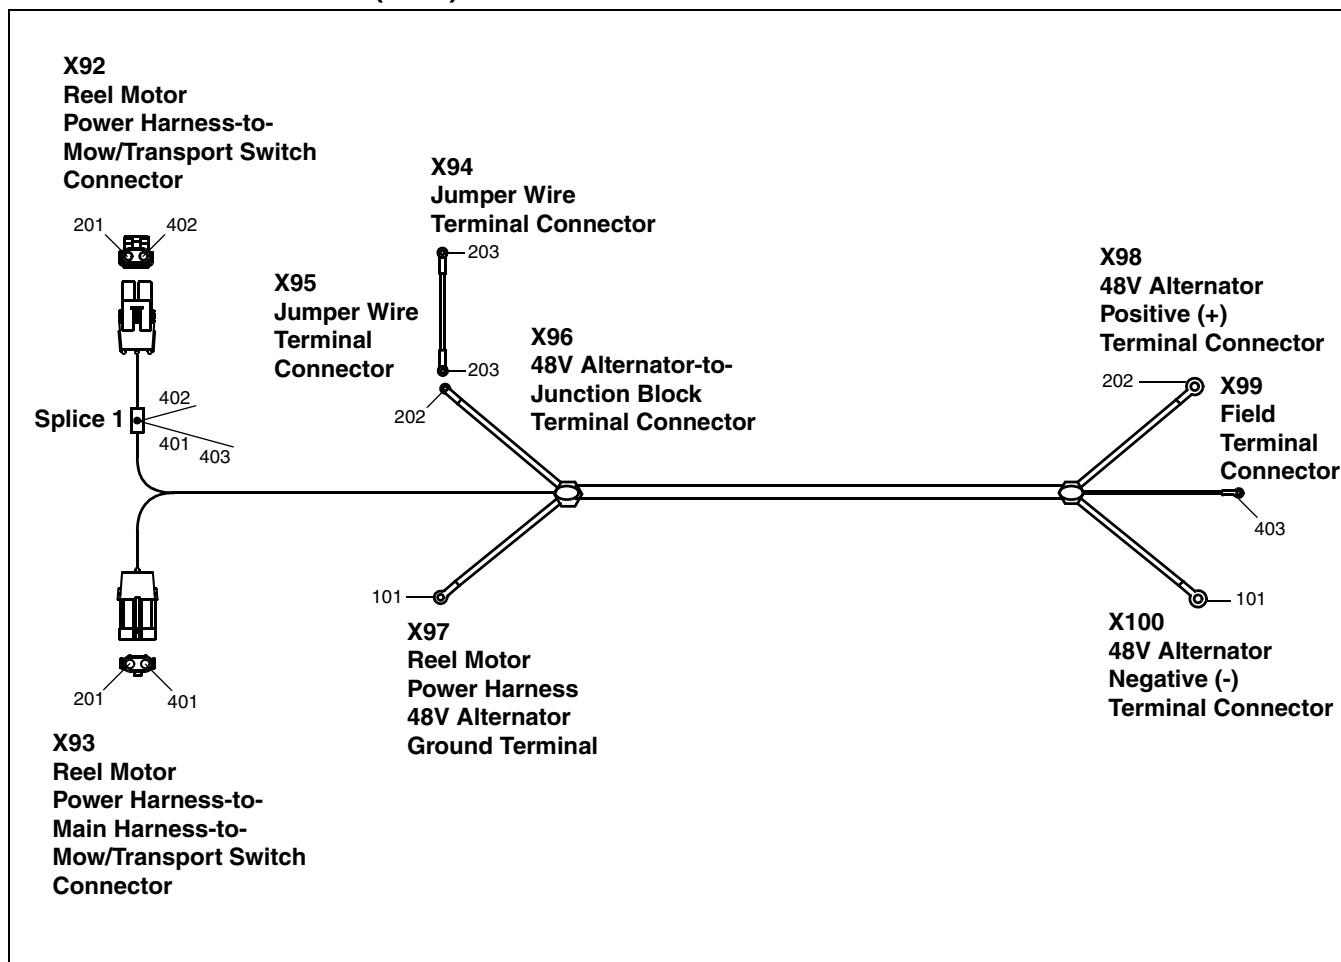 X92
Reel Motor
Power Harness-to-
Mow/Transport Switch
Connector
201
402
X94
Jumper Wire
Terminal Connector
203
X95
Jumper Wire
Terminal
Connector
203
X96
48V Alternator-to-
Junction Block
Terminal Connector
202
X98
48V Alternator
Positive (+)
Terminal Connector
202
X99
Field
Terminal
Connector
403
Splice 1
402
401
403
101
X97
Reel Motor
Power Harness
48V Alternator
Ground Terminal
101
X100
48V Alternator
Negative (-)
Terminal Connector
201
401
X93
Reel Motor
Power Harness-to-
Main Harness-to-
Mow/Transport Switch
Connector